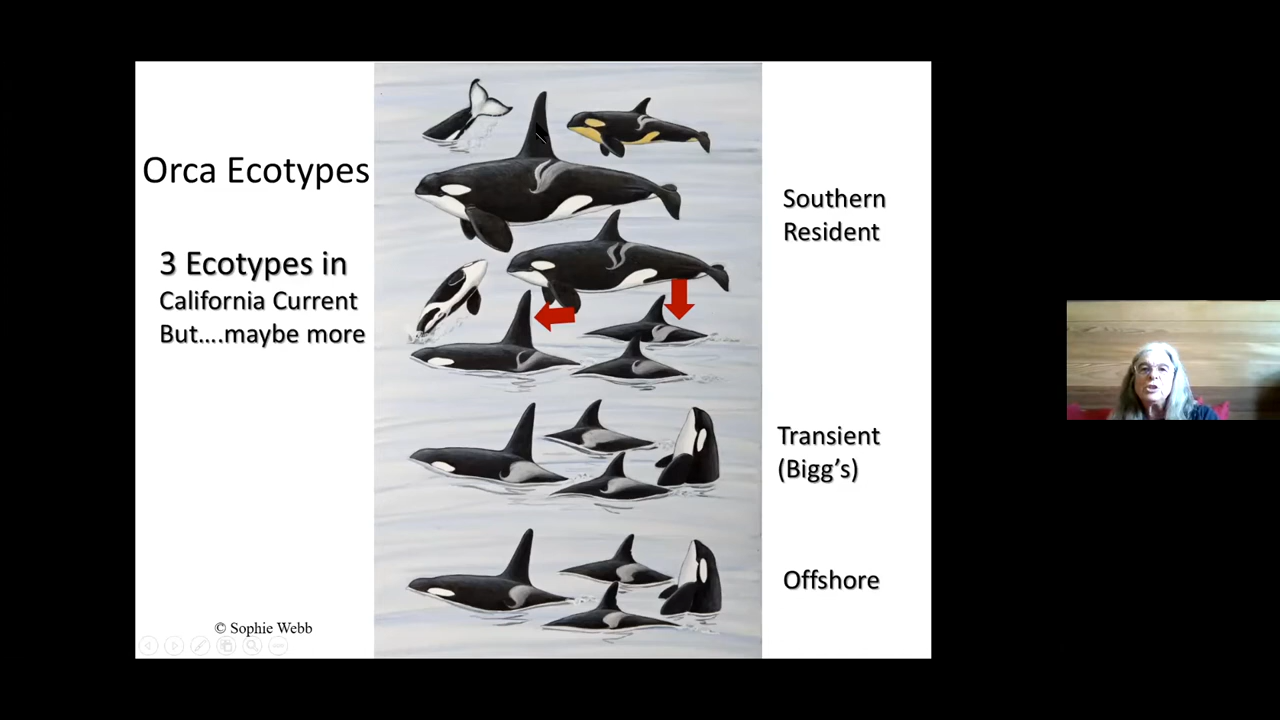 Orca Ecotypes
3 Ecotypes in
California Current
But....maybe more
Southern
Resident
Transient
(Bigg's)
Offshore
© Sophie Webb